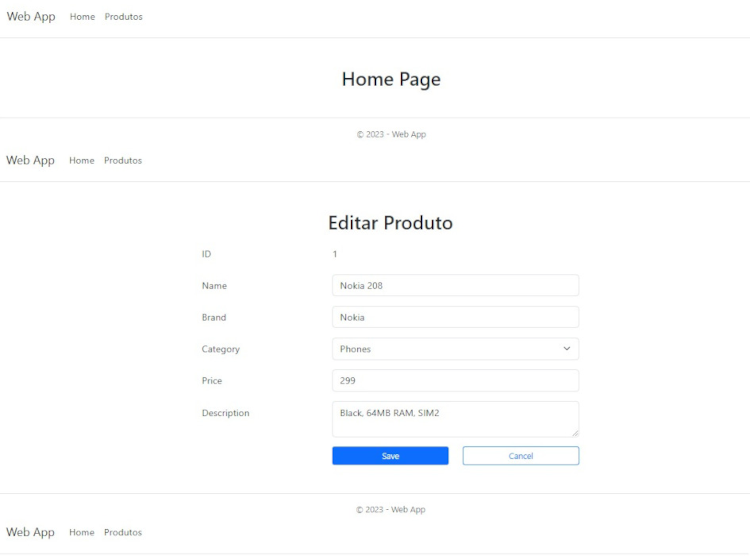 Web App Home Produtos
Home Page
© 2023 - Web App
Web App Home Produtos
Editar Produto
ID 1
Name Nokia 208
Brand Nokia
Category Phones
Price 299
Description Black, 64MB RAM, SIM2
Save Cancel
© 2023 - Web App
Web App Home Produtos